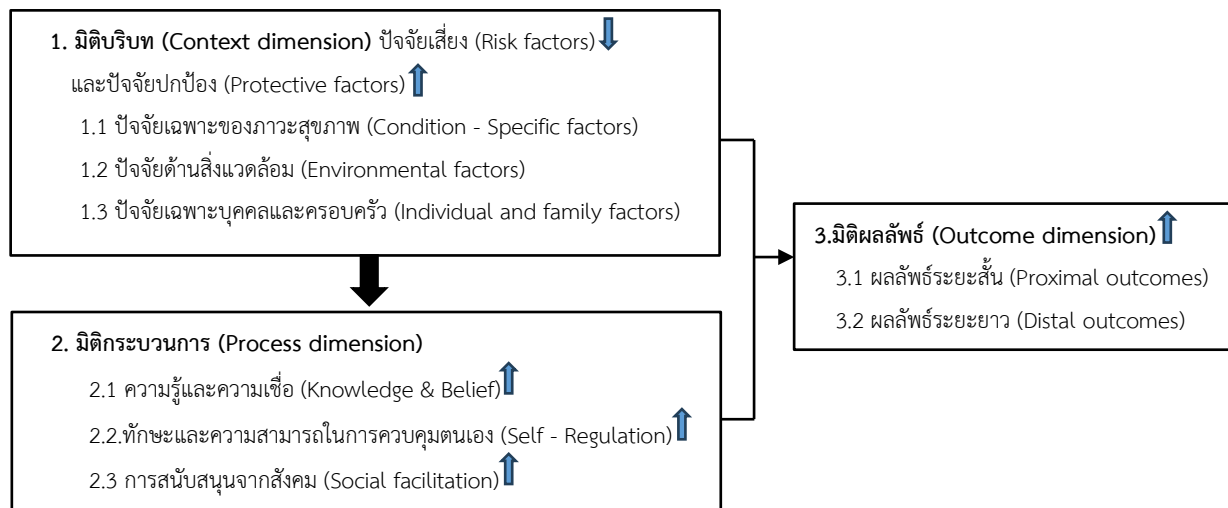 1. มิติบริบท (Context dimension) ปัจจัยเสี่ยง (Risk factors)
และปัจจัยปกป้อง (Protective factors)
1.1 ปัจจัยเฉพาะของภาวะสุขภาพ (Condition - Specific factors)
1.2 ปัจจัยด้านสิ่งแวดล้อม (Environmental factors)
1.3 ปัจจัยเฉพาะบุคคลและครอบครัว (Individual and family factors)
2. มิติกระบวนการ (Process dimension)
2.1 ความรู้และความเชื่อ (Knowledge & Belief)
2.2.ทักษะและความสามารถในการควบคุมตนเอง (Self - Regulation)
2.3 การสนับสนุนจากสังคม (Social facilitation)
3.มิติผลลัพธ์ (Outcome dimension)
3.1 ผลลัพธ์ระยะสั้น (Proximal outcomes)
3.2 ผลลัพธ์ระยะยาว (Distal outcomes)